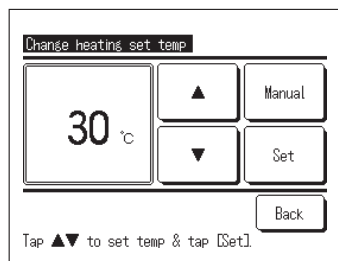 Change heating set temp
▲
Manual
30 ℃
▼
Set
Back
Tap ▲▼ to set temp & tap [Set].